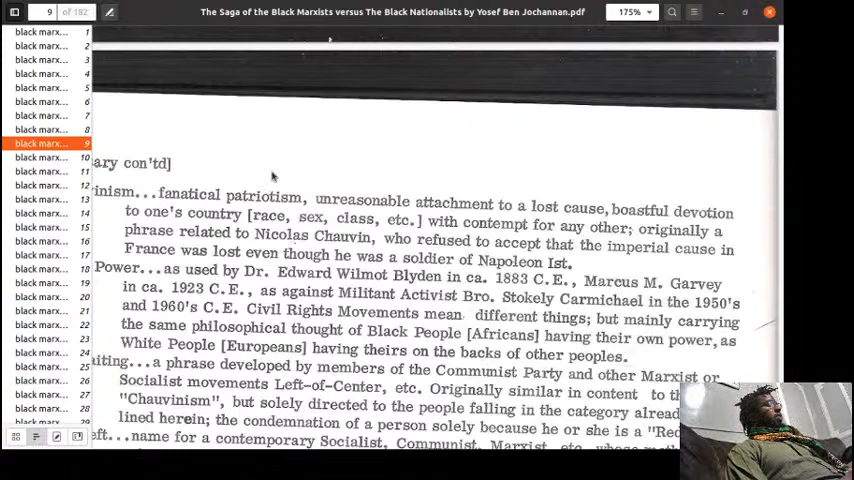 9 of 182
The Saga of the Black Marxists versus The Black Nationalists by Yosef Ben Jochannan.pdf
175%
black marx... 1
black marx... 2
black marx... 3
black marx... 4
black marx... 5
black marx... 6
black marx... 7
black marx... 8
black marx... 9
black marx... 10
black marx... 11
black marx... 12
black marx... 13
black marx... 14
black marx... 15
black marx... 16
black marx... 17
black marx... 18
black marx... 19
black marx... 20
black marx... 21
black marx... 22
black marx... 23
black marx... 24
black marx... 25
black marx... 26
black marx... 27
black marx... 28
black marx... 29
ary con'td]
inism...fanatical patriotism, unreasonable attachment to a lost cause, boastful devotion
to one's country [race, sex, class, etc.] with contempt for any other; originally a
phrase related to Nicolas Chauvin, who refused to accept that the imperial cause in
France was lost even though he was a soldier of Napoleon Ist.
Power...as used by Dr. Edward Wilmot Blyden in ca. 1883 C.E., Marcus M. Garvey
in ca. 1923 C.E., as against Militant Activist Bro. Stokely Carmichael in the 1950's
and 1960's C.E. Civil Rights Movements mean different things; but mainly carrying
the same philosophical thought of Black People [Africans] having their own power, as
White People [Europeans] having theirs on the backs of other peoples.
aiting...a phrase developed by members of the Communist Party and other Marxist or
Socialist movements Left-of-Center, etc. Originally similar in content to th
"Chauvinism", but solely directed to the people falling in the category alread
lined herein; the condemnation of a person solely because he or she is a "Red
eft...name for a contemporary Socialist, Communist, Marxist, etc. whose